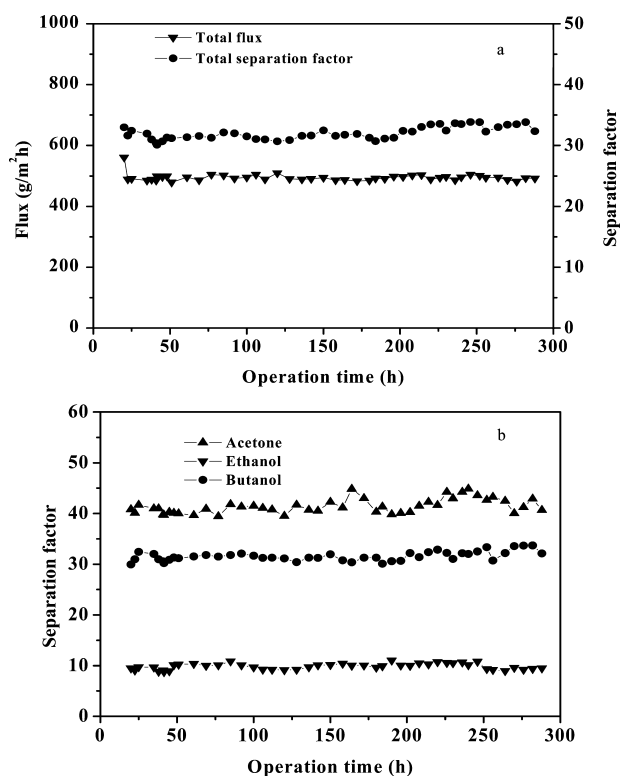 a
Total flux
Total separation factor
1000
800
600
400
200
0
Flux (g/m²h)
50
40
30
20
10
0
Separation factor
0 50 100 150 200 250 300
Operation time (h)
b
Acetone
Ethanol
Butanol
60
50
40
30
20
10
0
Separation factor
0 50 100 150 200 250 300
Operation time (h)